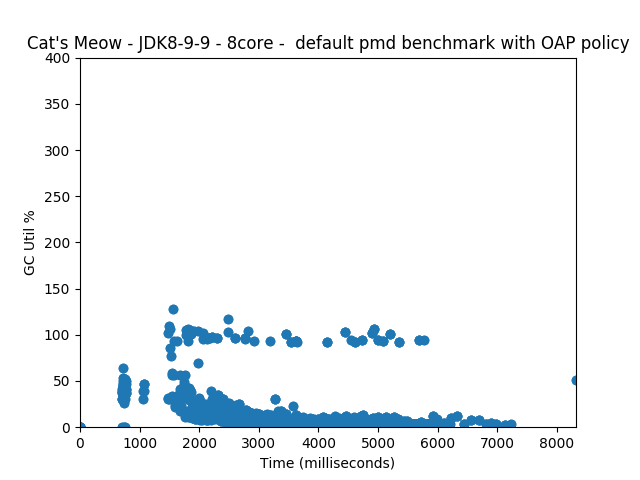 Cat's Meow - JDK8-9-9 - 8core -  default pmd benchmark with OAP policy
400
350
300
250
200
150
100
50
0
GC Util %
0 1000 2000 3000 4000 5000 6000 7000 8000
Time (milliseconds)